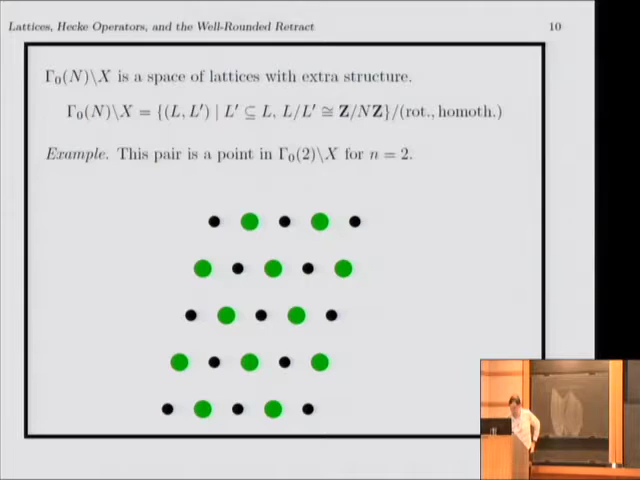 Lattices, Hecke Operators, and the Well-Rounded Retract 10
Γ₀(N)\X is a space of lattices with extra structure.
Γ₀(N)\X = {(L, L′) | L′ ⊆ L, L/L′ ≅ Z/NZ}/(rot., homoth.)
Example. This pair is a point in Γ₀(2)\X for n = 2.